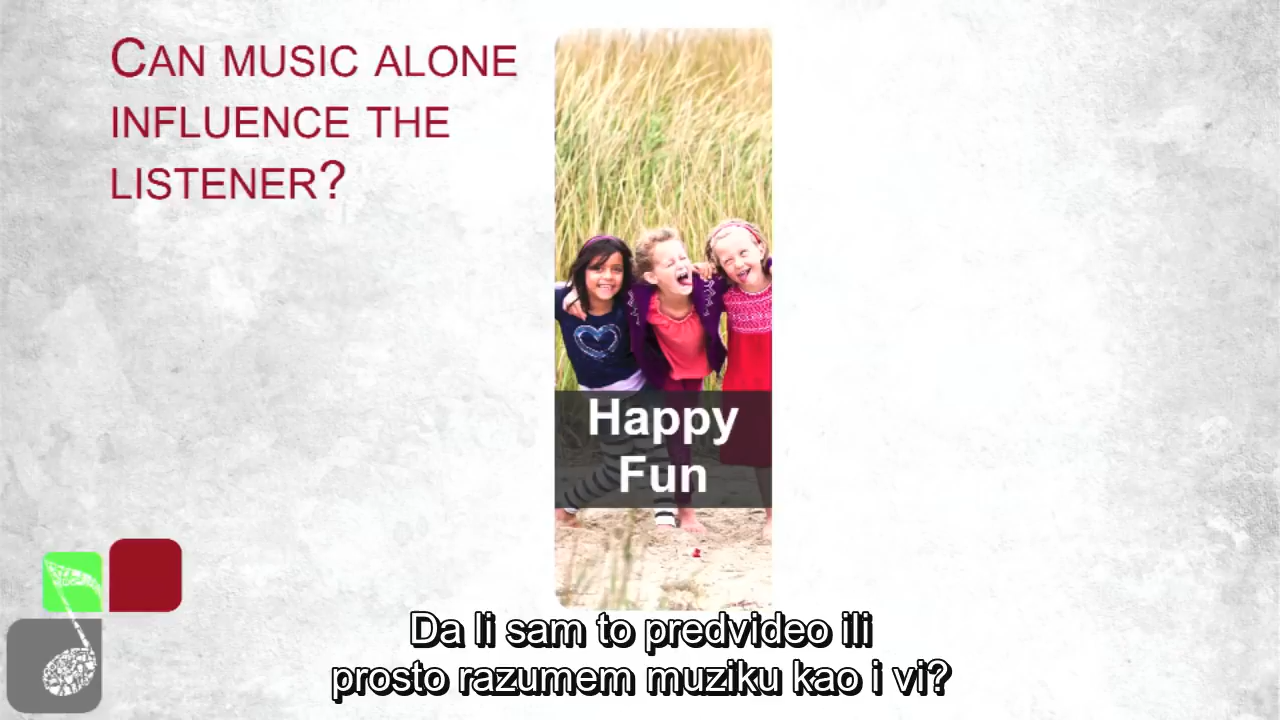 CAN MUSIC ALONE
INFLUENCE THE
LISTENER?
Happy
Fun
Da li sam to predvideo ili
prosto razumem muziku kao i vi?